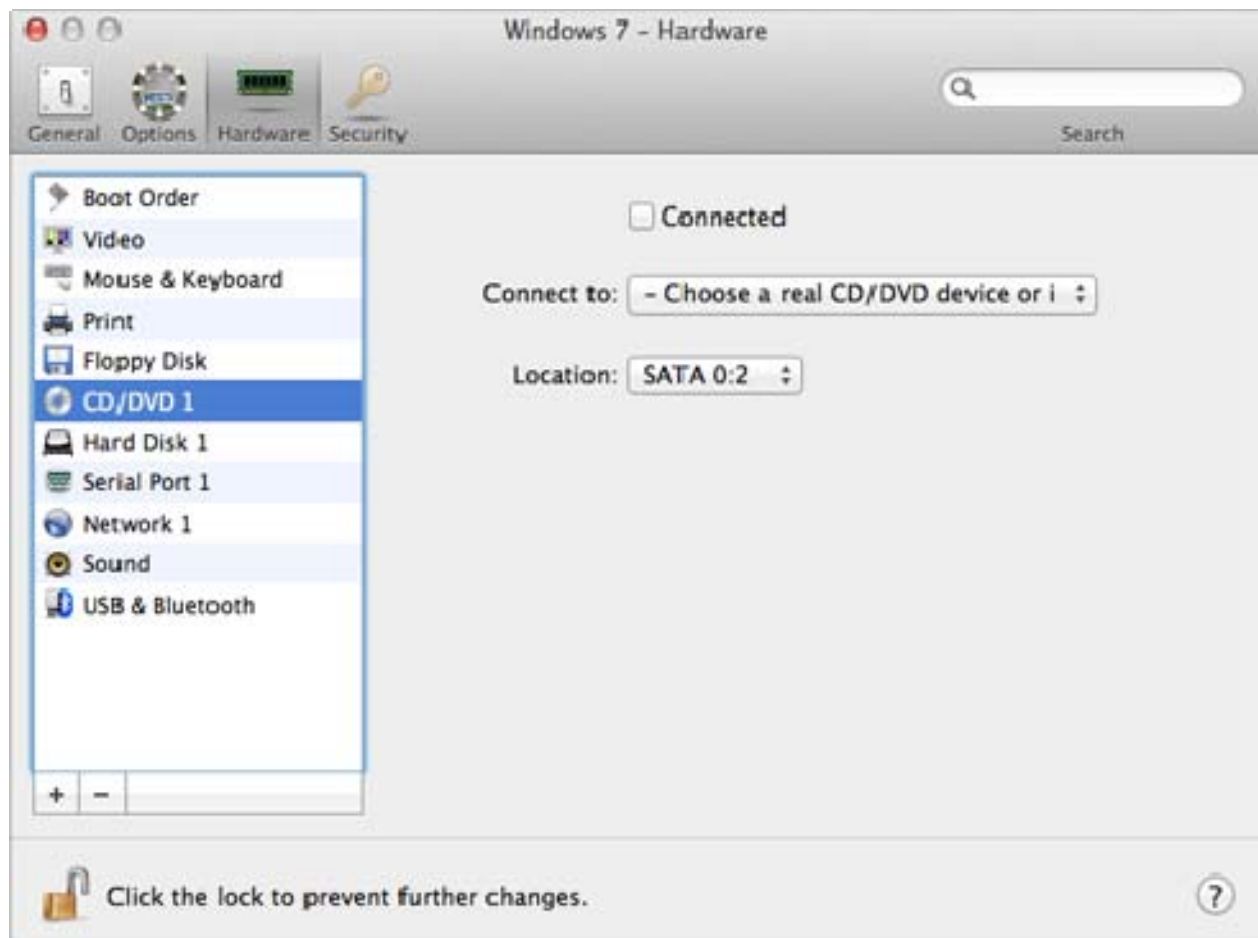 Windows 7 – Hardware
General Options Hardware Security
Search
Boot Order
Video
Mouse & Keyboard
Print
Floppy Disk
CD/DVD 1
Hard Disk 1
Serial Port 1
Network 1
Sound
USB & Bluetooth
+ −
Connected
Connect to: – Choose a real CD/DVD device or i
Location: SATA 0:2
Click the lock to prevent further changes.
?